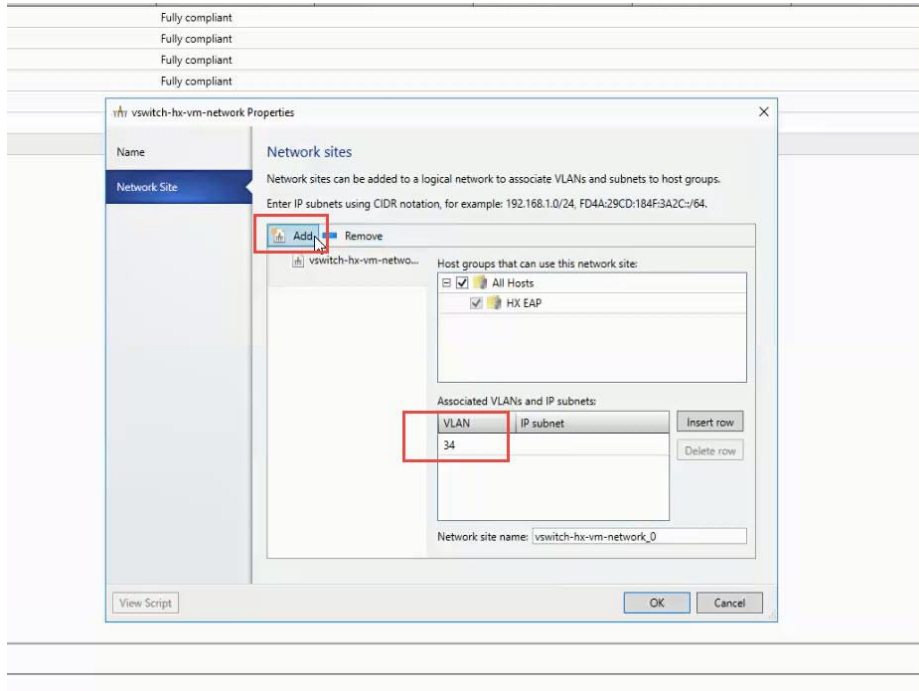 Fully compliant
Fully compliant
Fully compliant
Fully compliant
vswitch-hx-vm-network Properties
Name
Network Site
Network sites
Network sites can be added to a logical network to associate VLANs and subnets to host groups.
Enter IP subnets using CIDR notation, for example: 192.168.1.0/24, FD4A:29CD:184F:3A2C::/64.
Add Remove
vswitch-hx-vm-netwo...
Host groups that can use this network site:
All Hosts
HX EAP
Associated VLANs and IP subnets:
VLAN IP subnet
34
Insert row
Delete row
Network site name: vswitch-hx-vm-network_0
View Script
OK Cancel